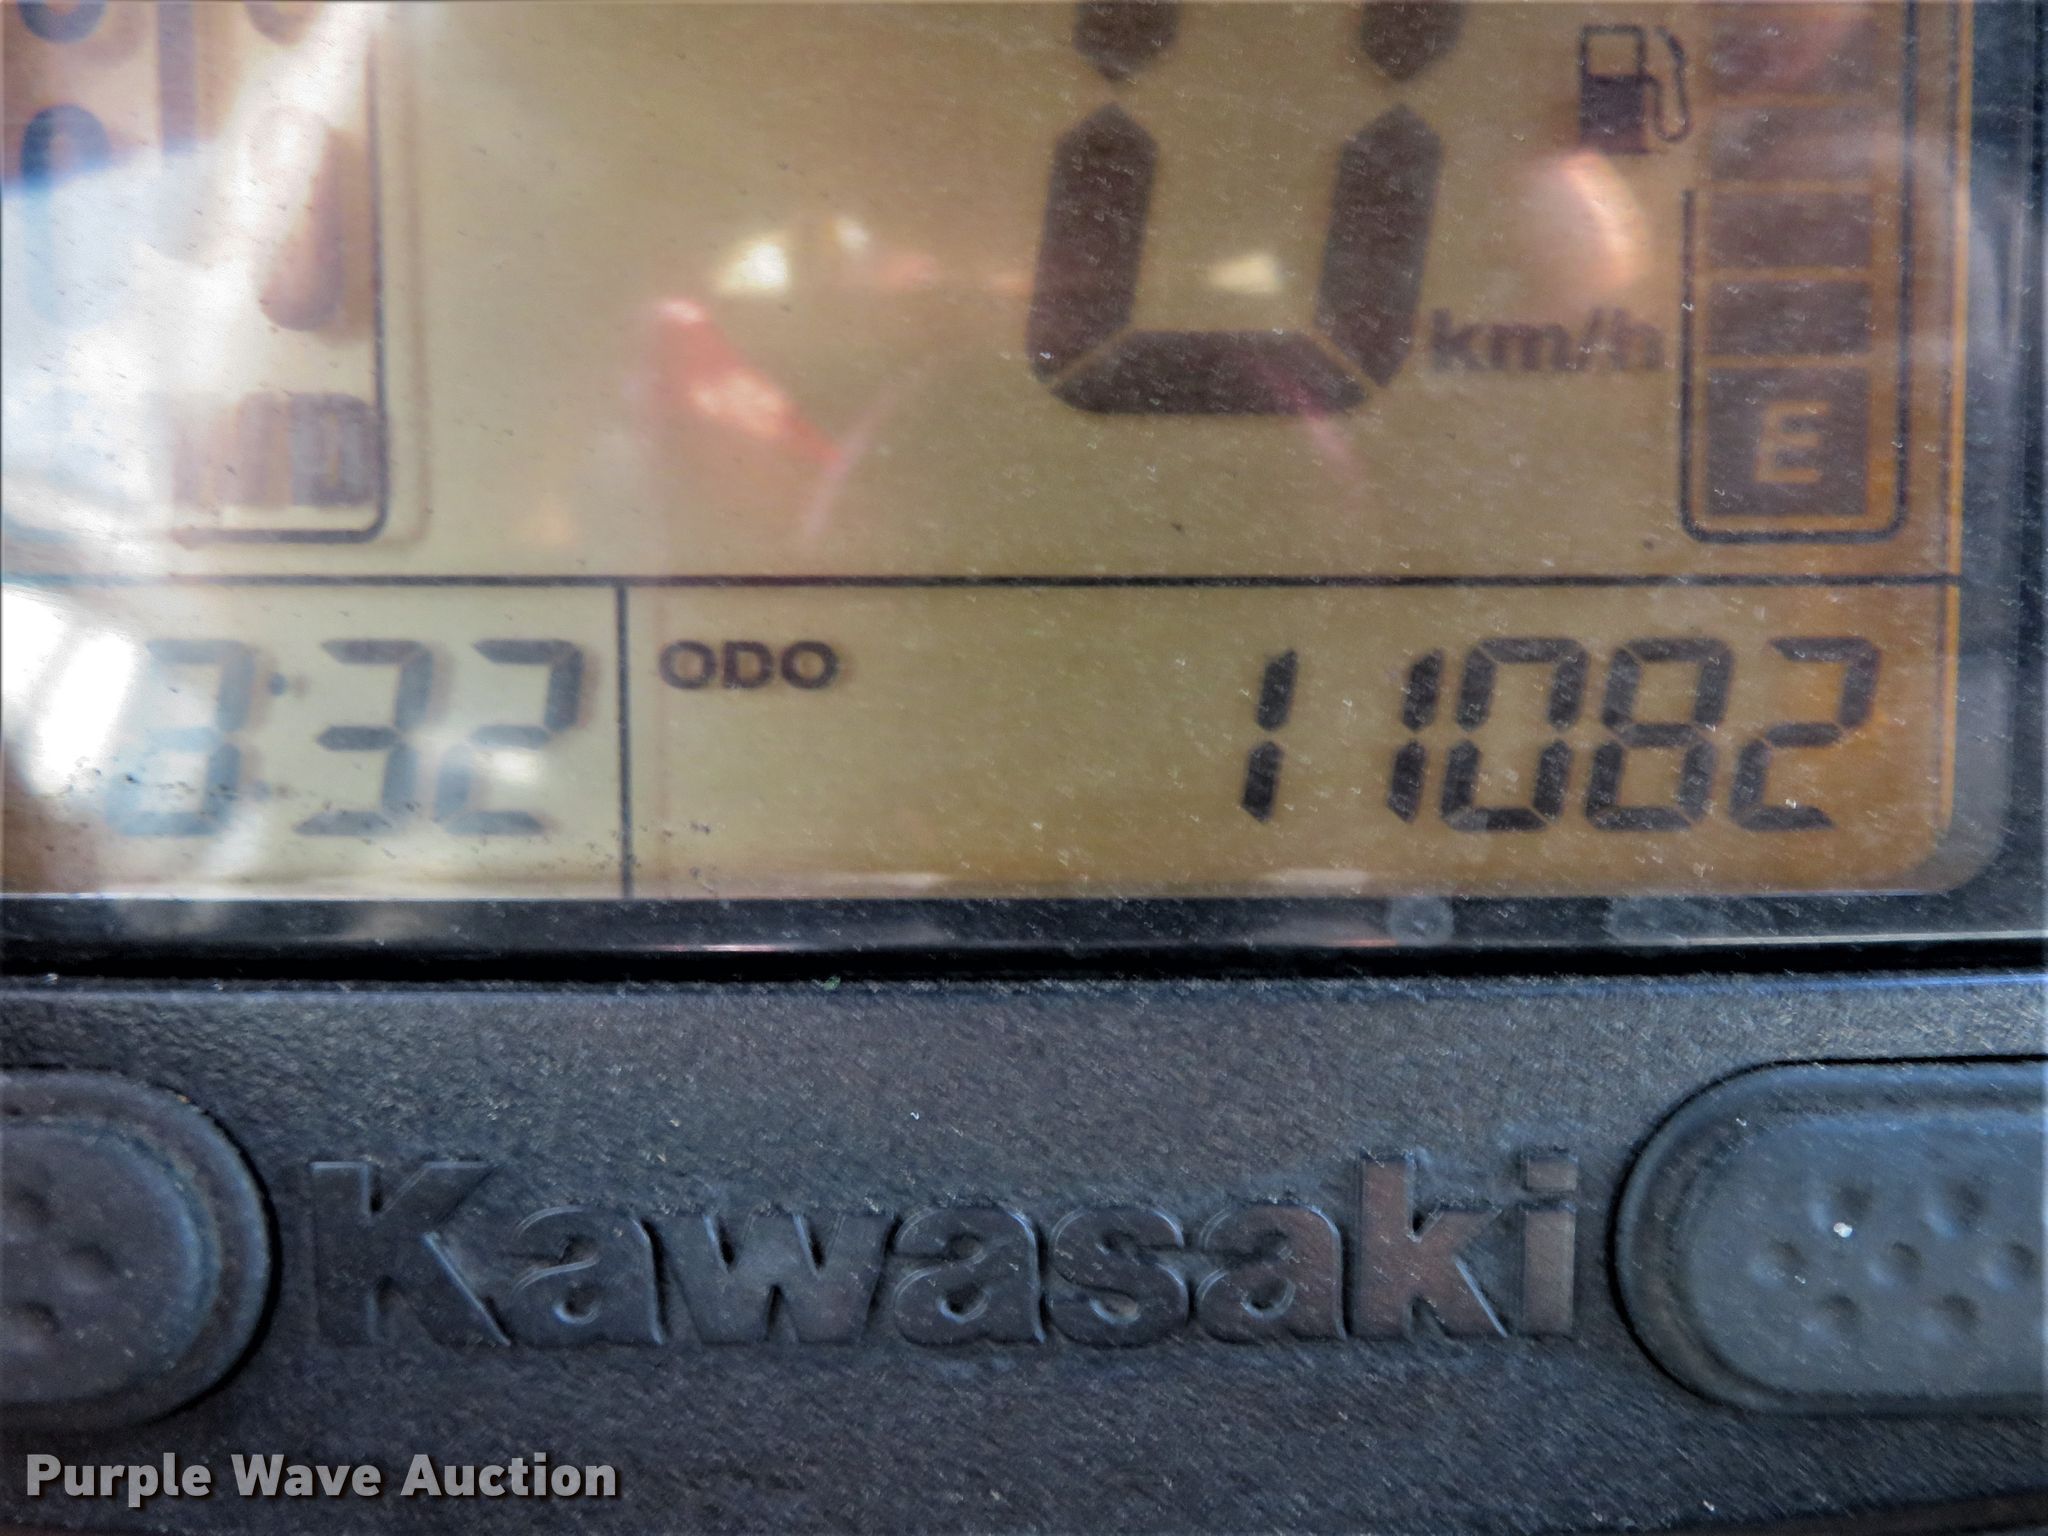 0
km/h
E
3:32
ODO
11082
Kawasaki
Purple Wave Auction